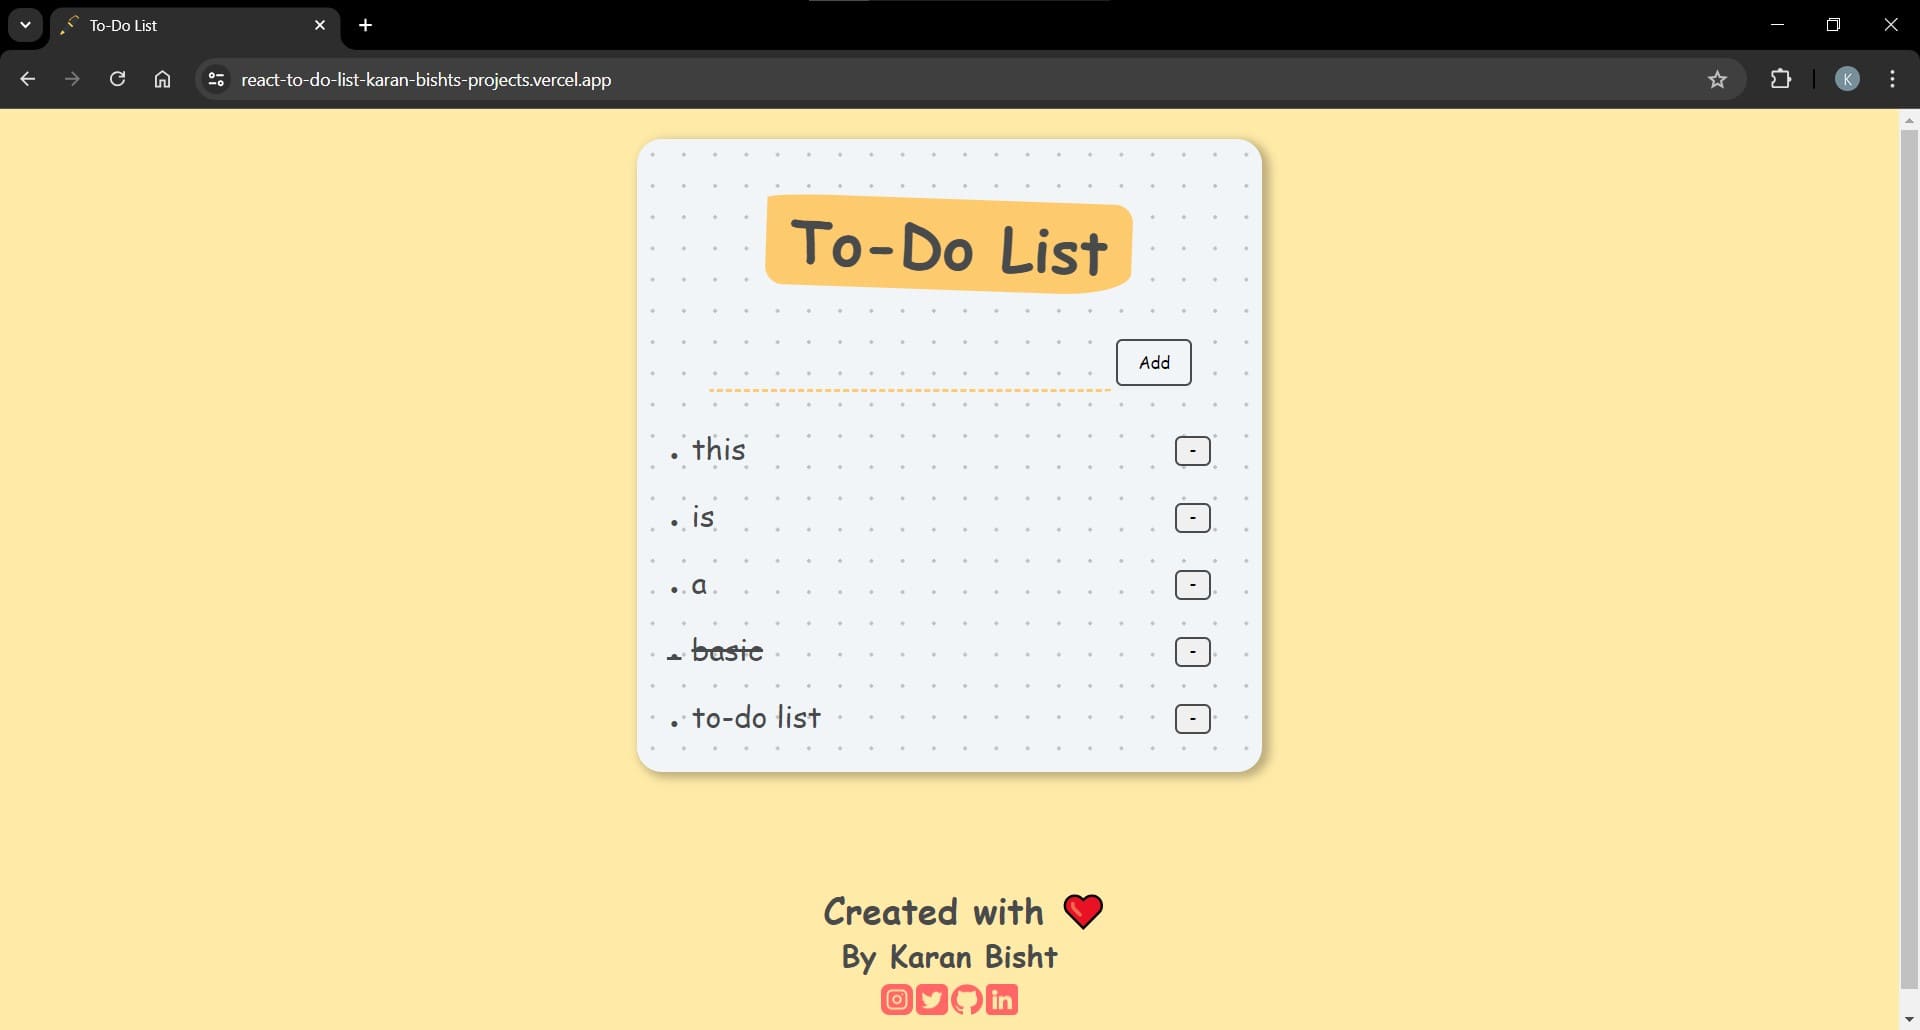 To-Do List
react-to-do-list-karan-bishts-projects.vercel.app
K
To-Do List
Add
• this
-
• is
-
• a
-
• basic
-
• to-do list
-
Created with ❤️
By Karan Bisht
in